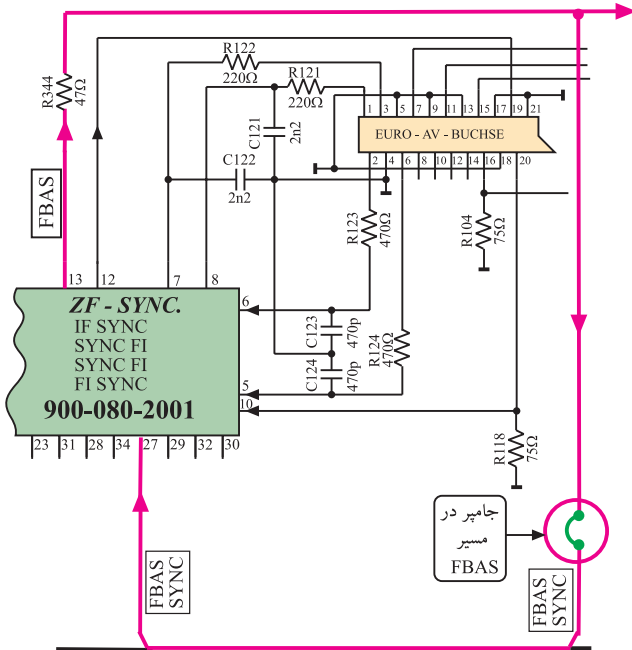 R122
220Ω
R121
220Ω
R344
47Ω
C121
2n2
C122
2n2
1 3 5 7 9 11 13 15 17 19 21
EURO - AV - BUCHSE
2 4 6 8 10 12 14 16 18 20
FBAS
R123
470Ω
R104
75Ω
13 12 7 8
ZF - SYNC.
IF SYNC
SYNC FI
SYNC FI
FI SYNC
900-080-2001
6
5
10
C123
470p
C124
470p
R124
470Ω
R118
75Ω
23 31 28 34 27 29 32 30
جامپر در
مسیر
FBAS
FBAS
SYNC
FBAS
SYNC